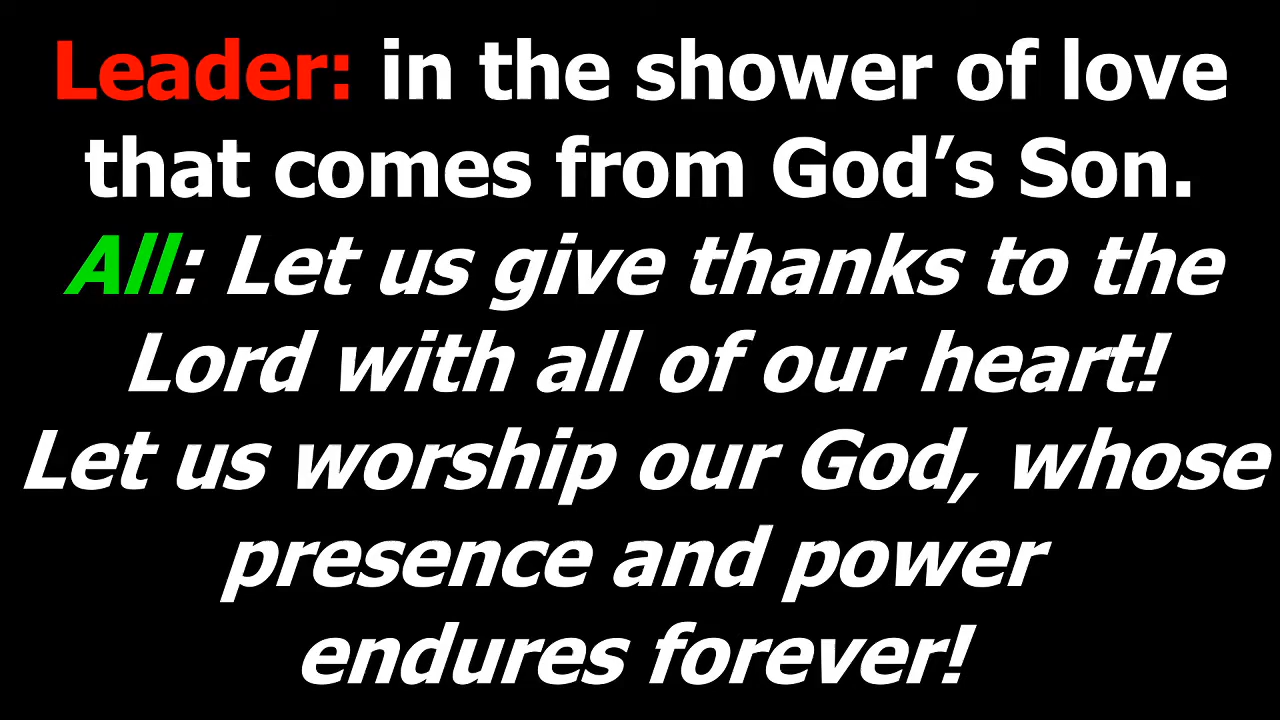 Leader: in the shower of love
that comes from God’s Son.
All: Let us give thanks to the
Lord with all of our heart!
Let us worship our God, whose
presence and power
endures forever!